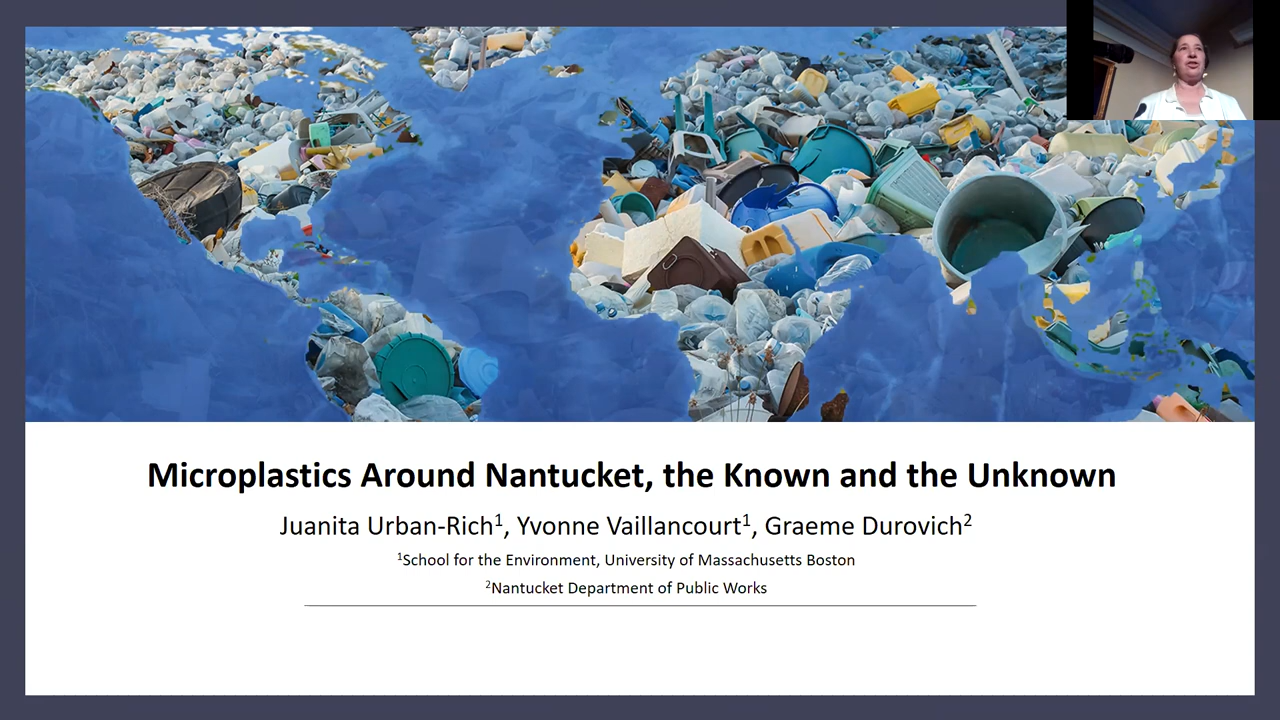 Microplastics Around Nantucket, the Known and the Unknown
Juanita Urban-Rich¹, Yvonne Vaillancourt¹, Graeme Durovich²
¹School for the Environment, University of Massachusetts Boston
²Nantucket Department of Public Works